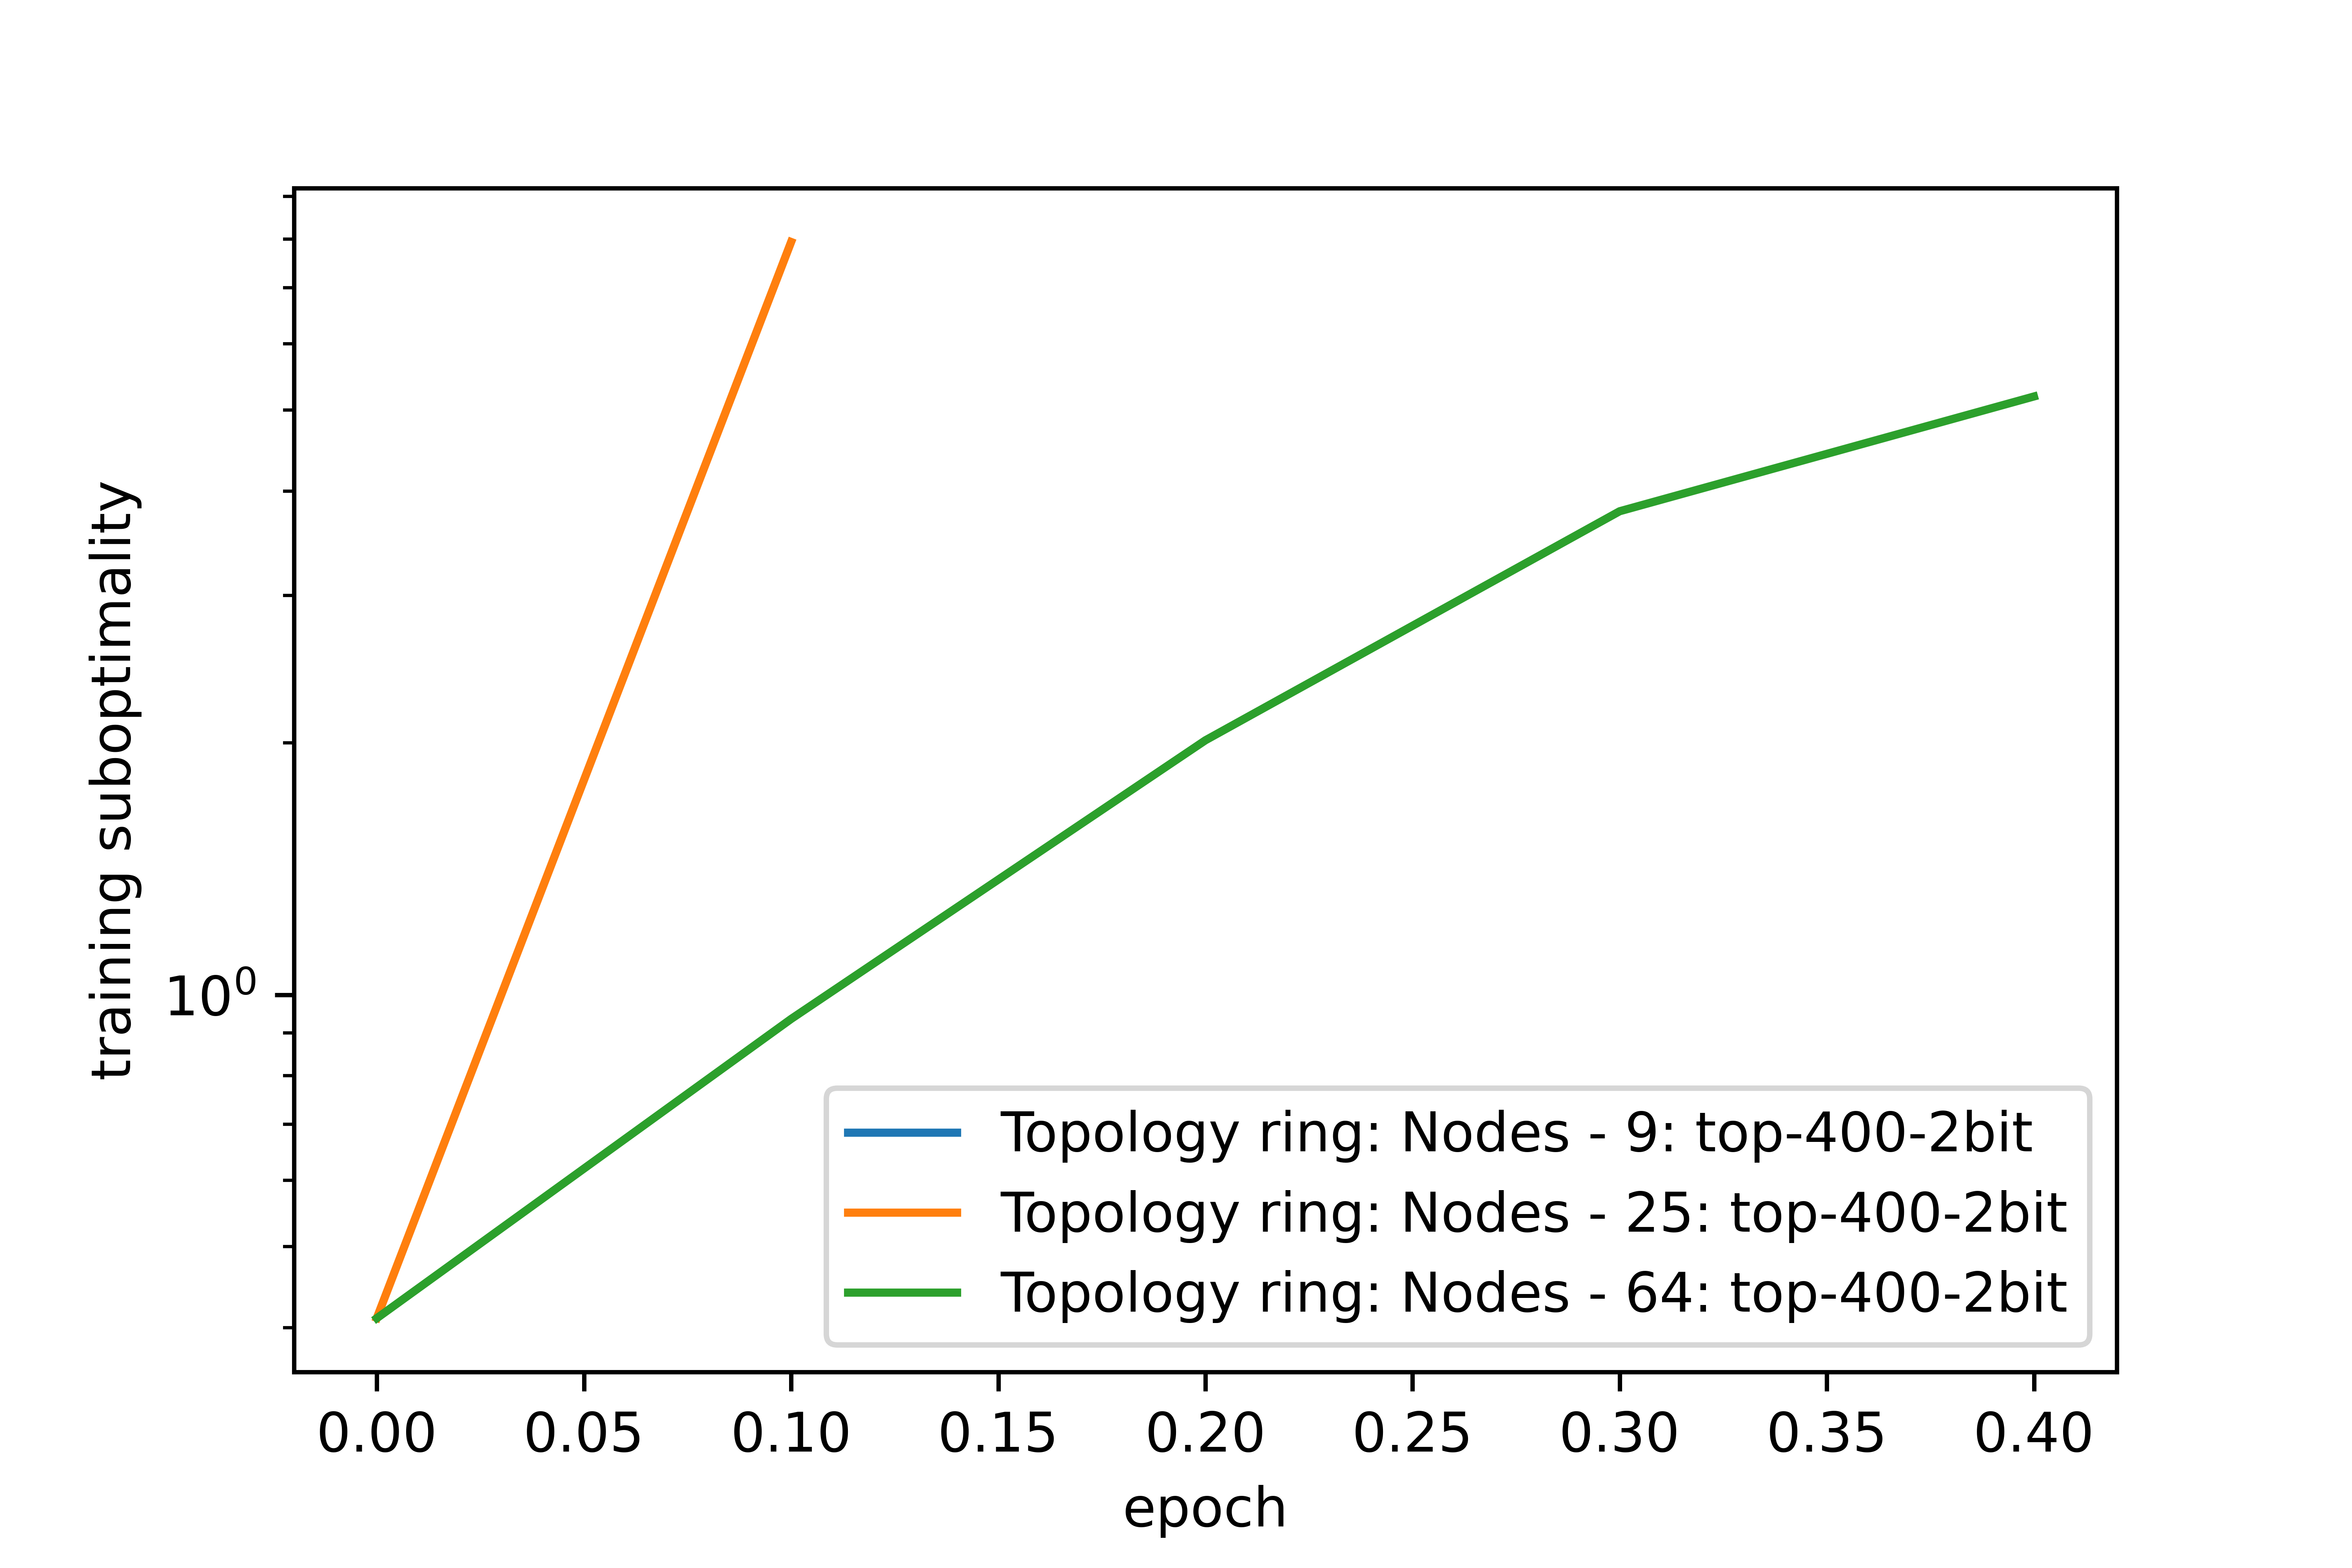 training suboptimality
10⁰
Topology ring: Nodes - 9: top-400-2bit
Topology ring: Nodes - 25: top-400-2bit
Topology ring: Nodes - 64: top-400-2bit
0.00 0.05 0.10 0.15 0.20 0.25 0.30 0.35 0.40
epoch